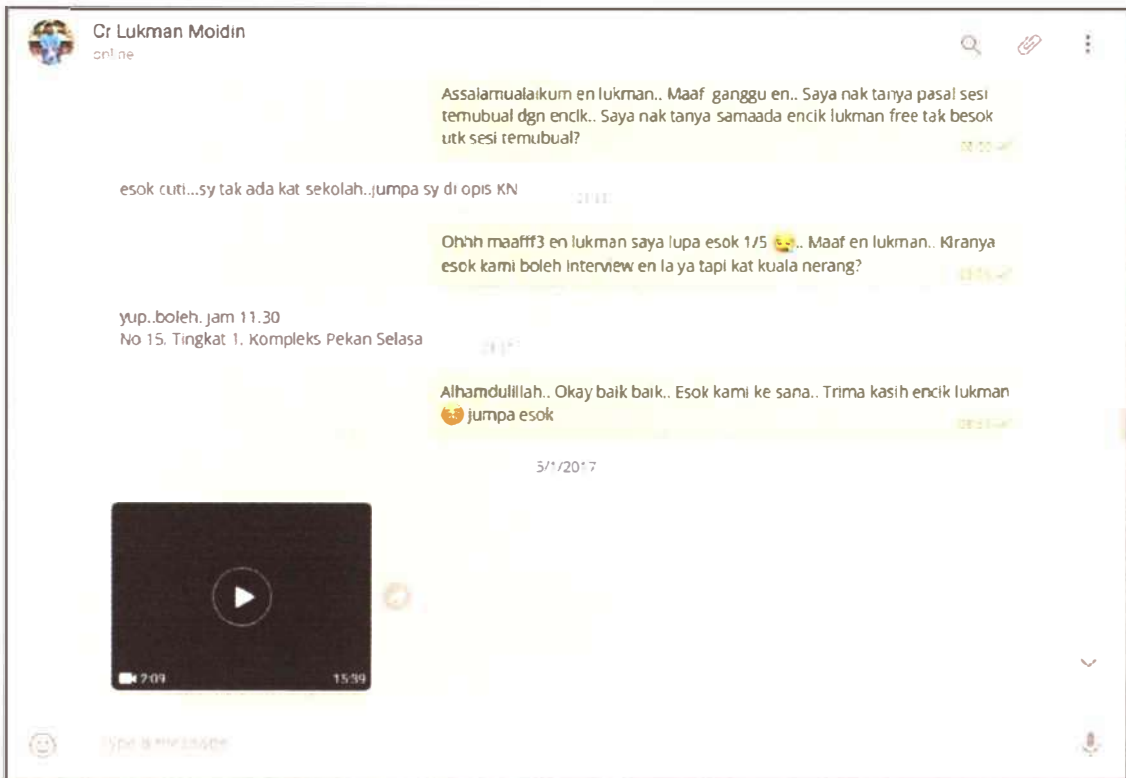 Cr Lukman Moidin
online
Assalamualaikum en lukman.. Maaf ganggu en.. Saya nak tanya pasal sesi
temubual dgn encik.. Saya nak tanya samaada encik lukman free tak besok
utk sesi temubual?
esok cuti...sy tak ada kat sekolah..jumpa sy di opis KN
Ohhh maafff3 en lukman saya lupa esok 1/5 .. Maaf en lukman.. Kiranya
esok kami boleh interview en la ya tapi kat kuala nerang?
yup..boleh. jam 11.30
No 15. Tingkat 1. Kompleks Pekan Selasa
Alhamdulillah.. Okay baik baik.. Esok kami ke sana.. Trima kasih encik lukman
jumpa esok
5/1/2017
2:09 15:39
Type a message